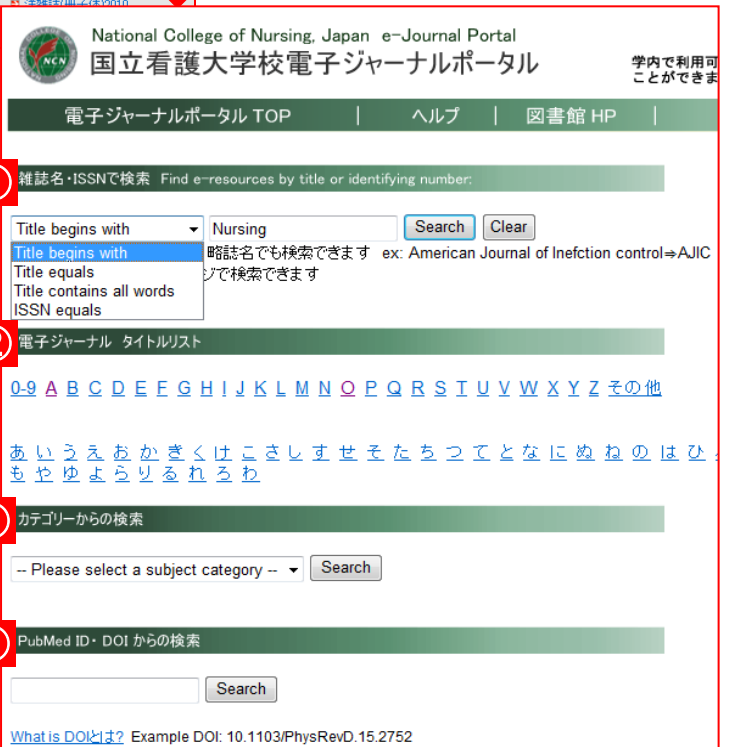 洋雑誌(冊子体)2010
National College of Nursing, Japan e-Journal Portal
国立看護大学校電子ジャーナルポータル
NCN
学内で利用可
ことができま
電子ジャーナルポータル TOP | ヘルプ | 図書館 HP |
雑誌名・ISSNで検索 Find e-resources by title or identifying number:
Title begins with Nursing Search Clear
Title begins with 略誌名でも検索できます ex: American Journal of Inefction control⇒AJIC
Title equals ジで検索できます
Title contains all words
ISSN equals
2 電子ジャーナル タイトルリスト
0-9 A B C D E F G H I J K L M N O P Q R S T U V W X Y Z その他
あ い う え お か き く け こ さ し す せ そ た ち つ て と な に ぬ ね の は ひ
も や ゆ よ ら り る れ ろ わ
カテゴリーからの検索
-- Please select a subject category -- Search
PubMed ID・ DOI からの検索
Search
What is DOIとは? Example DOI: 10.1103/PhysRevD.15.2752